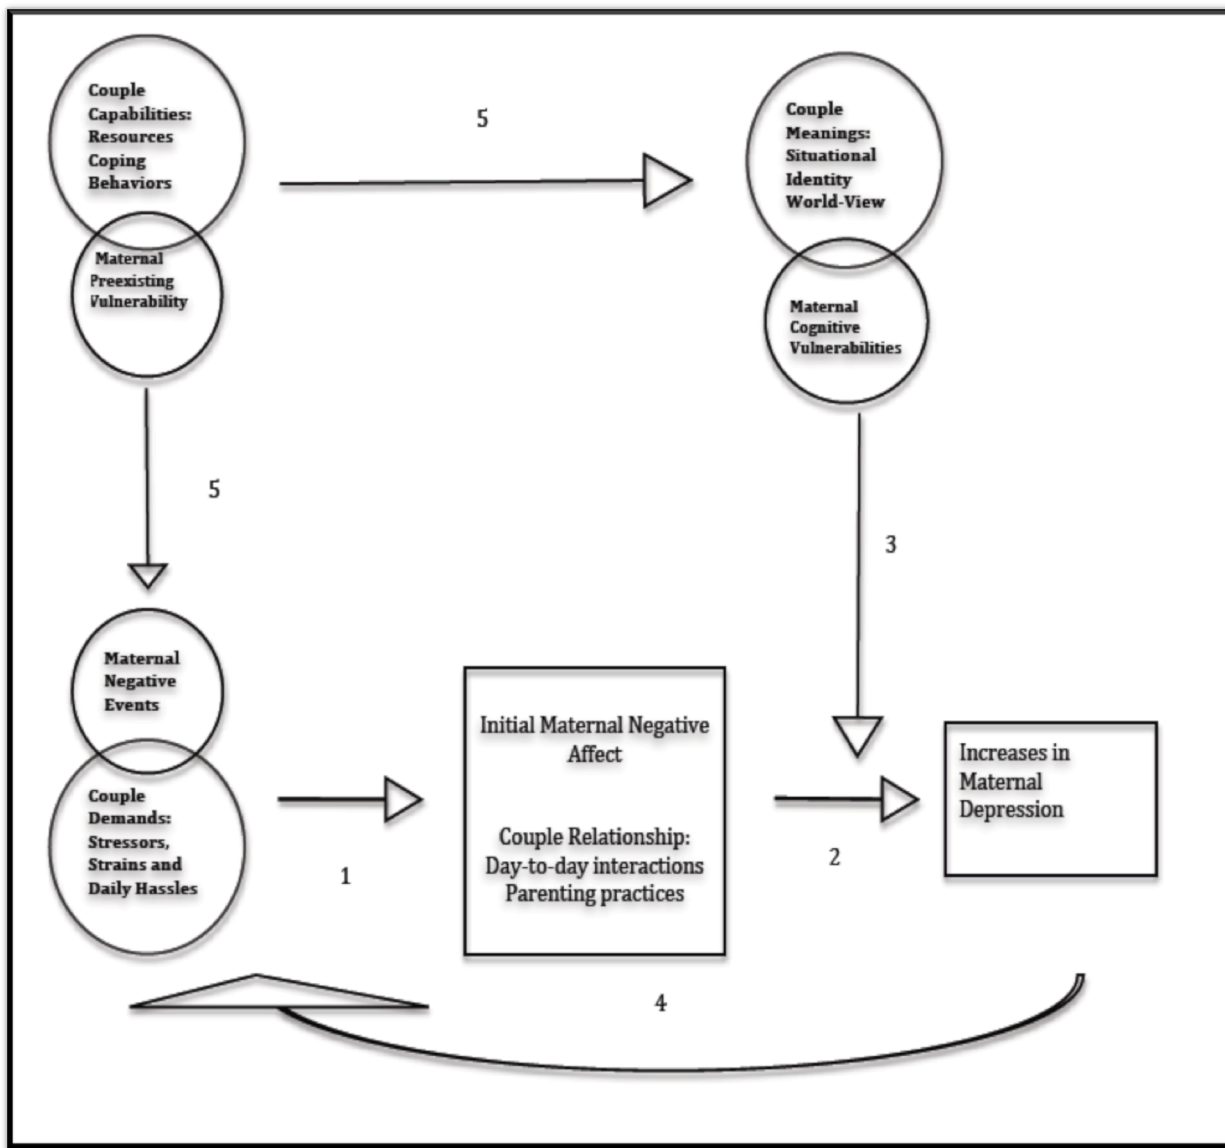 Couple
Capabilities:
Resources
Coping
Behaviors
Maternal
Preexisting
Vulnerability
5
Couple
Meanings:
Situational
Identity
World-View
Maternal
Cognitive
Vulnerabilities
5
3
Maternal
Negative
Events
Couple
Demands:
Stressors,
Strains and
Daily Hassles
1
Initial Maternal Negative
Affect
Couple Relationship:
Day-to-day interactions
Parenting practices
2
Increases in
Maternal
Depression
4